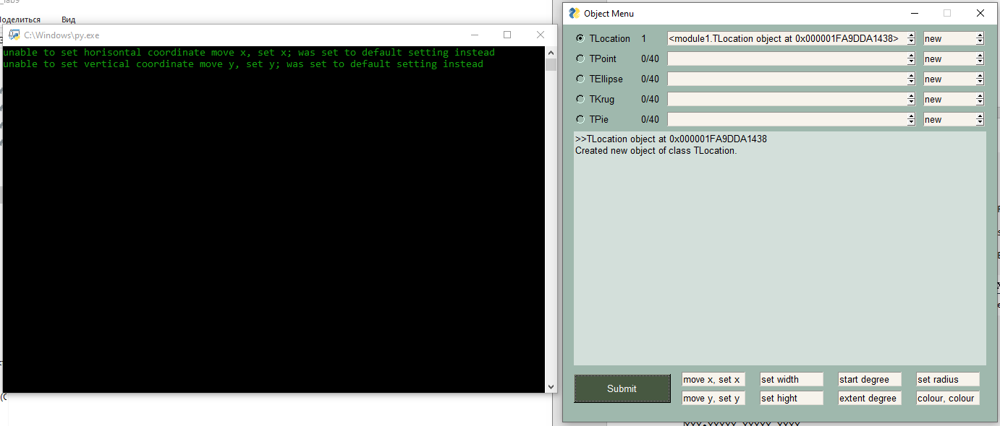 _lab9
Поделиться Вид
C:\Windows\py.exe
unable to set horisontal coordinate move x, set x; was set to default setting instead
unable to set vertical coordinate move y, set y; was set to default setting instead
Object Menu
TLocation 1 <module1.TLocation object at 0x000001FA9DDA1438> new
TPoint 0/40 new
TEllipse 0/40 new
TKrug 0/40 new
TPie 0/40 new
>>TLocation object at 0x000001FA9DDA1438
Created new object of class TLocation.
Submit
move x, set x set width start degree set radius
move y, set y set hight extent degree colour, colour